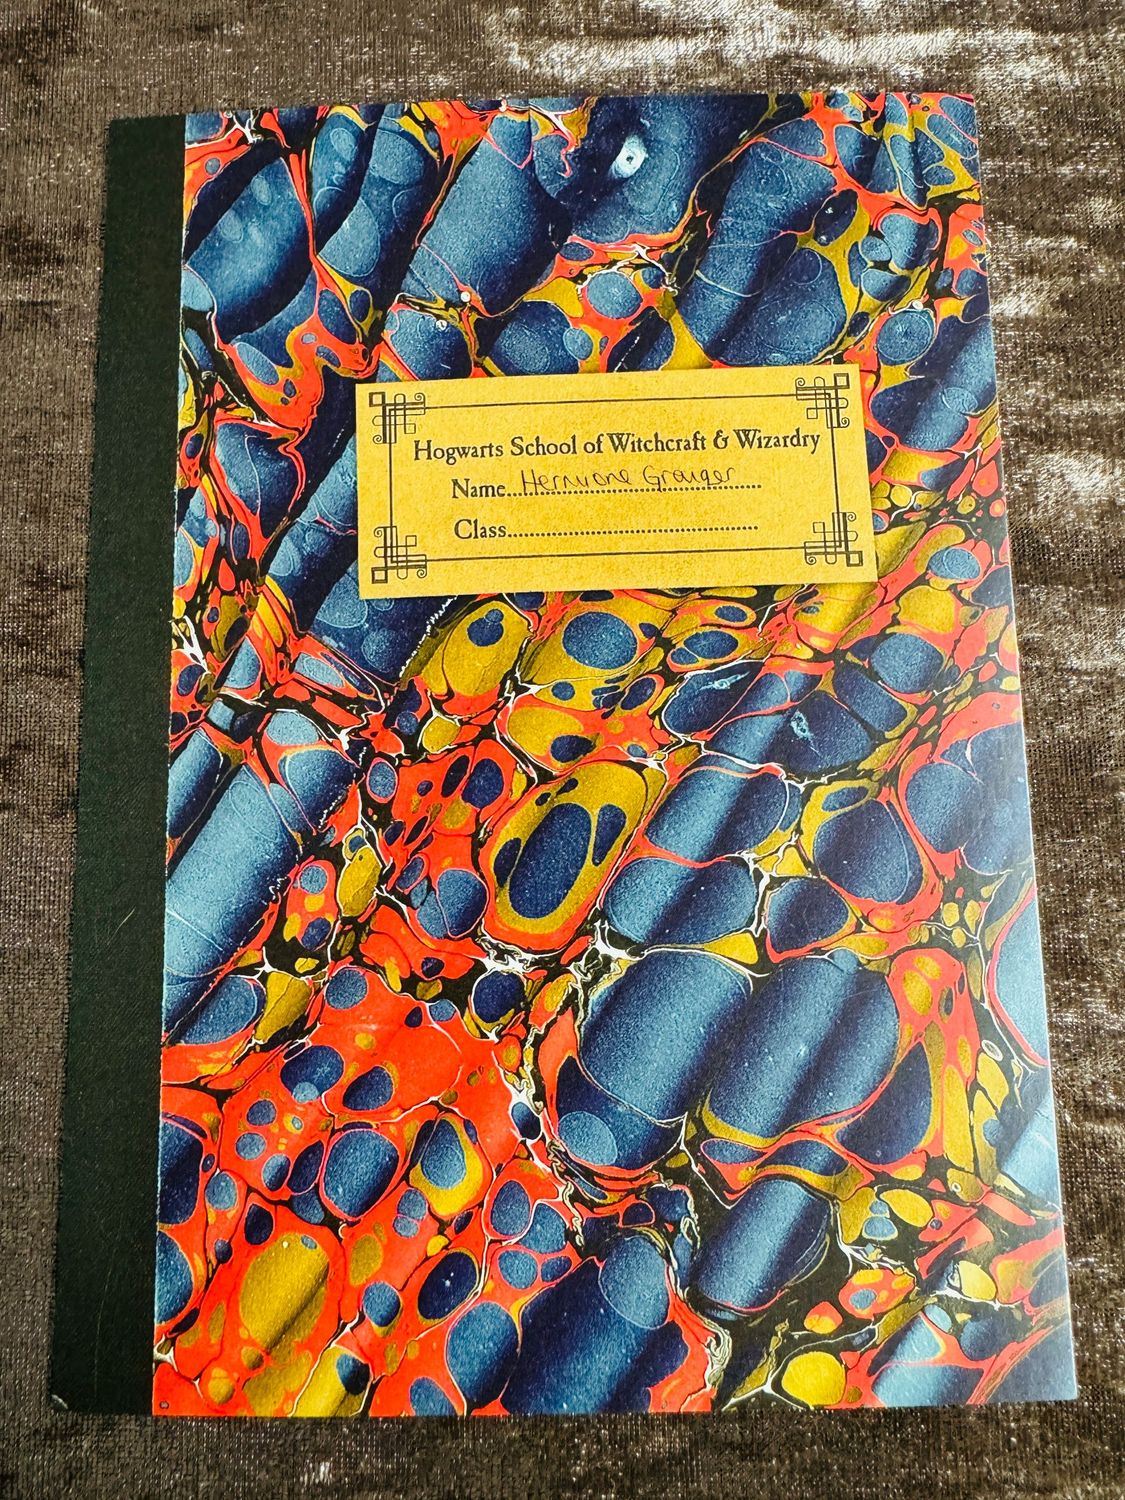 Hogwarts School of Witchcraft & Wizardry
Name Hermione Granger
Class